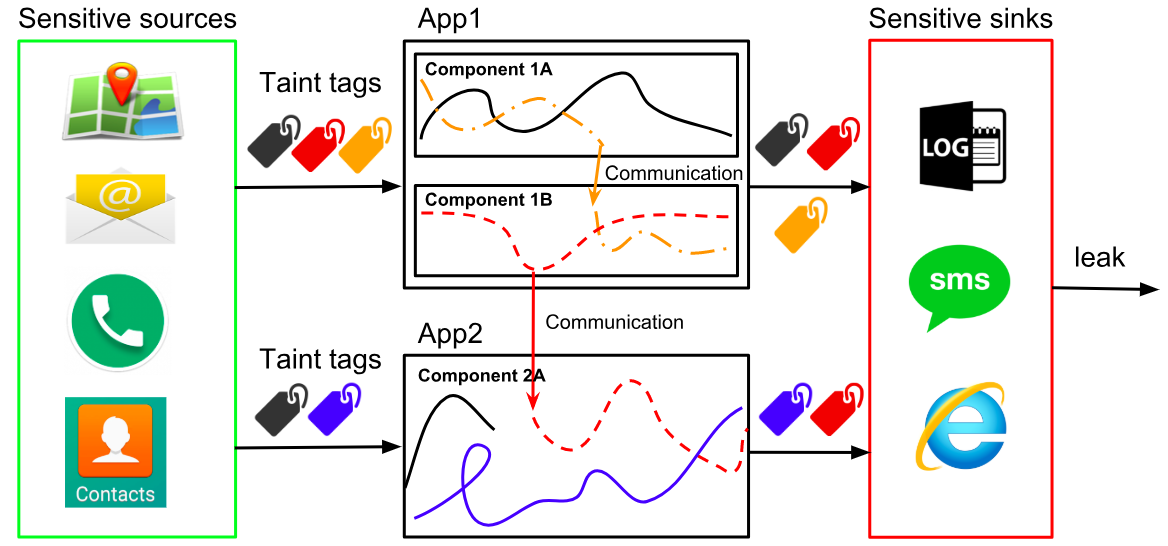 Sensitive sources
App1
Sensitive sinks
Taint tags
Component 1A
Communication
Component 1B
@
LOG
sms
leak
Communication
App2
Taint tags
Component 2A
Contacts